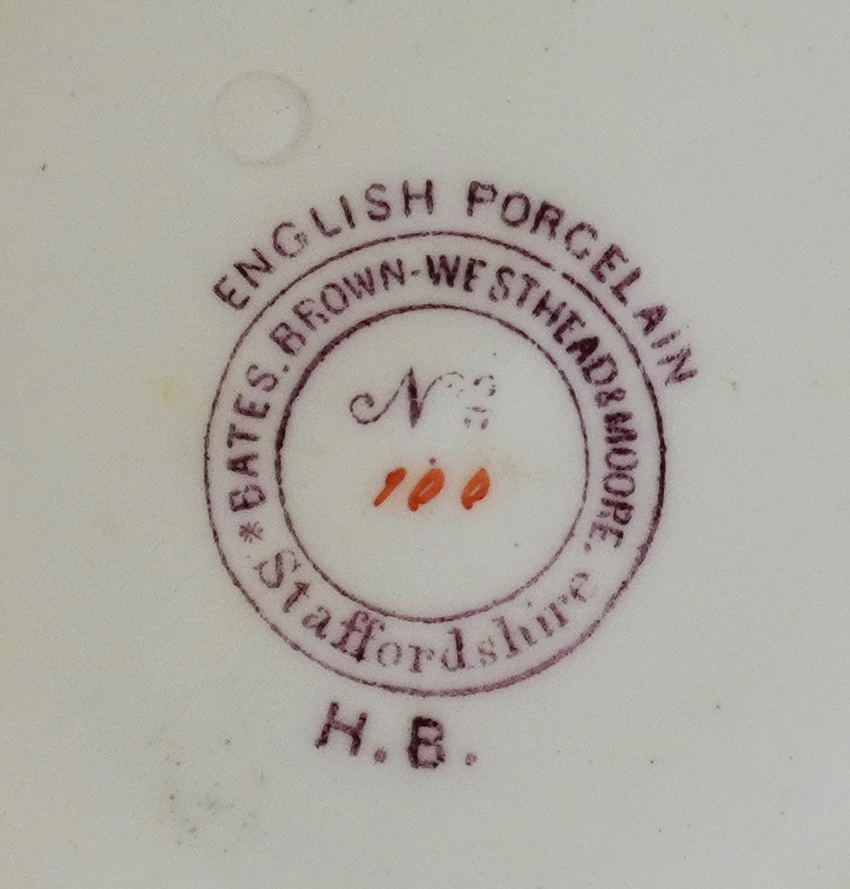 ENGLISH PORCELAIN
*BATES. BROWN-WESTHEAD & MOORE.
Staffordshire
No
100
H.B.